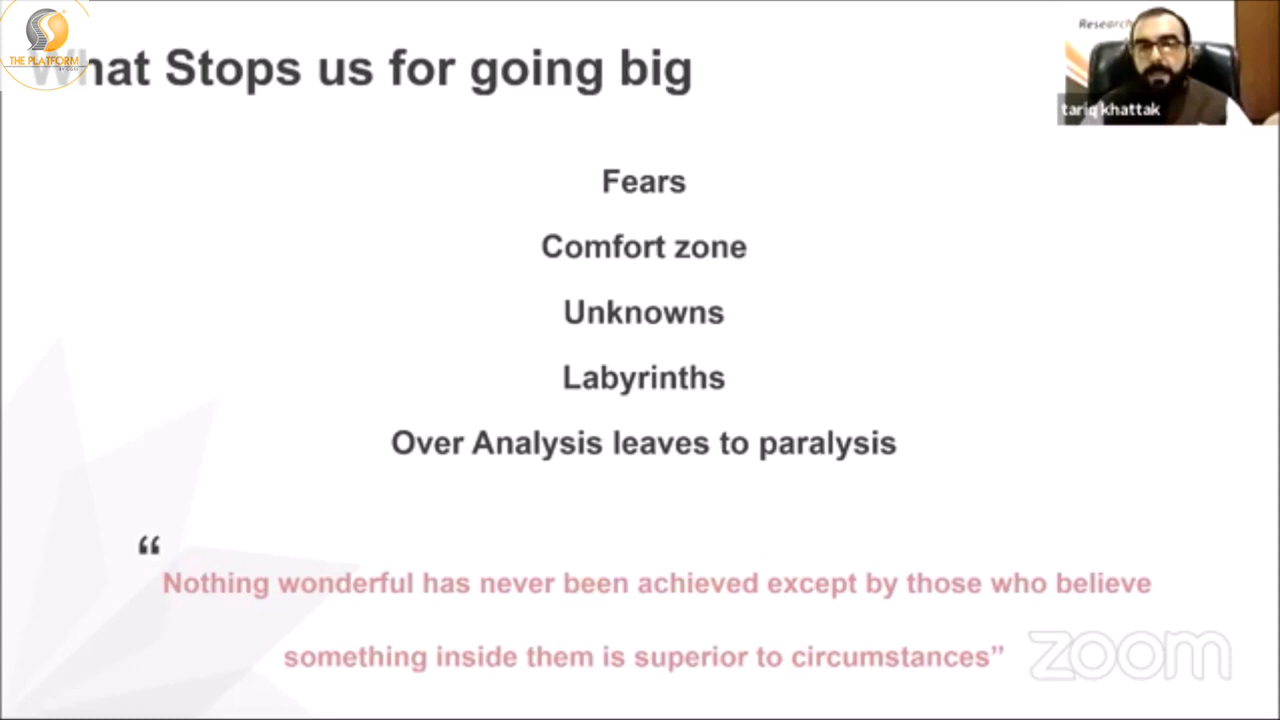 THE PLATFORM
What Stops us for going big
Research
tariq khattak
Fears
Comfort zone
Unknowns
Labyrinths
Over Analysis leaves to paralysis
“
Nothing wonderful has never been achieved except by those who believe
something inside them is superior to circumstances”
zoom